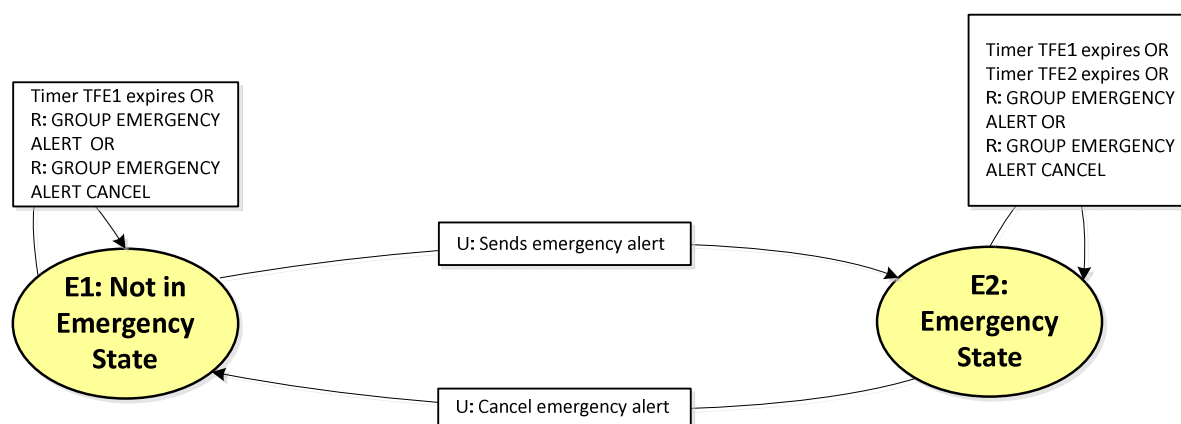 Timer TFE1 expires OR
Timer TFE2 expires OR
R: GROUP EMERGENCY
ALERT OR
R: GROUP EMERGENCY
ALERT CANCEL
Timer TFE1 expires OR
R: GROUP EMERGENCY
ALERT OR
R: GROUP EMERGENCY
ALERT CANCEL
U: Sends emergency alert
E1: Not in
Emergency
State
E2:
Emergency
State
U: Cancel emergency alert